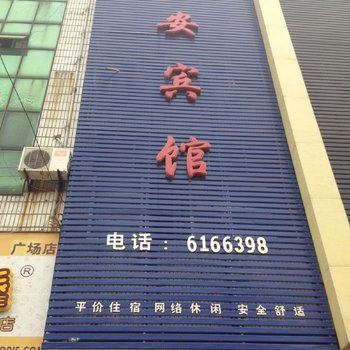 安宾馆
电话：6166398
平价住宿 网络休闲 安全舒适
广场店
®
店